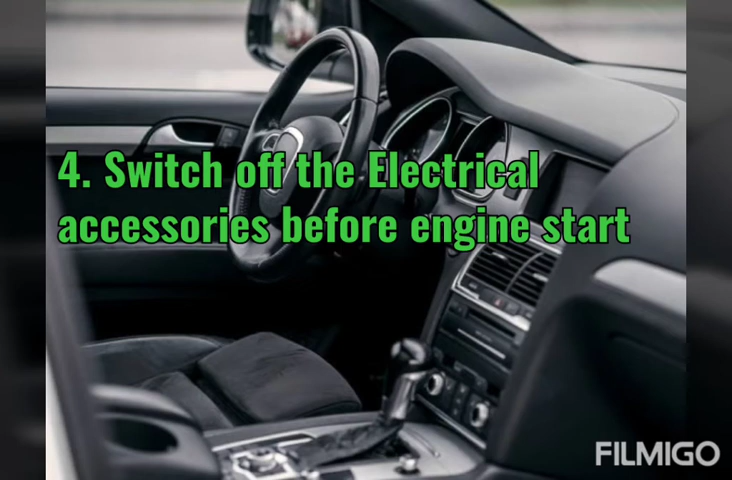 4. Switch off the Electrical
accessories before engine start
FILMIGO